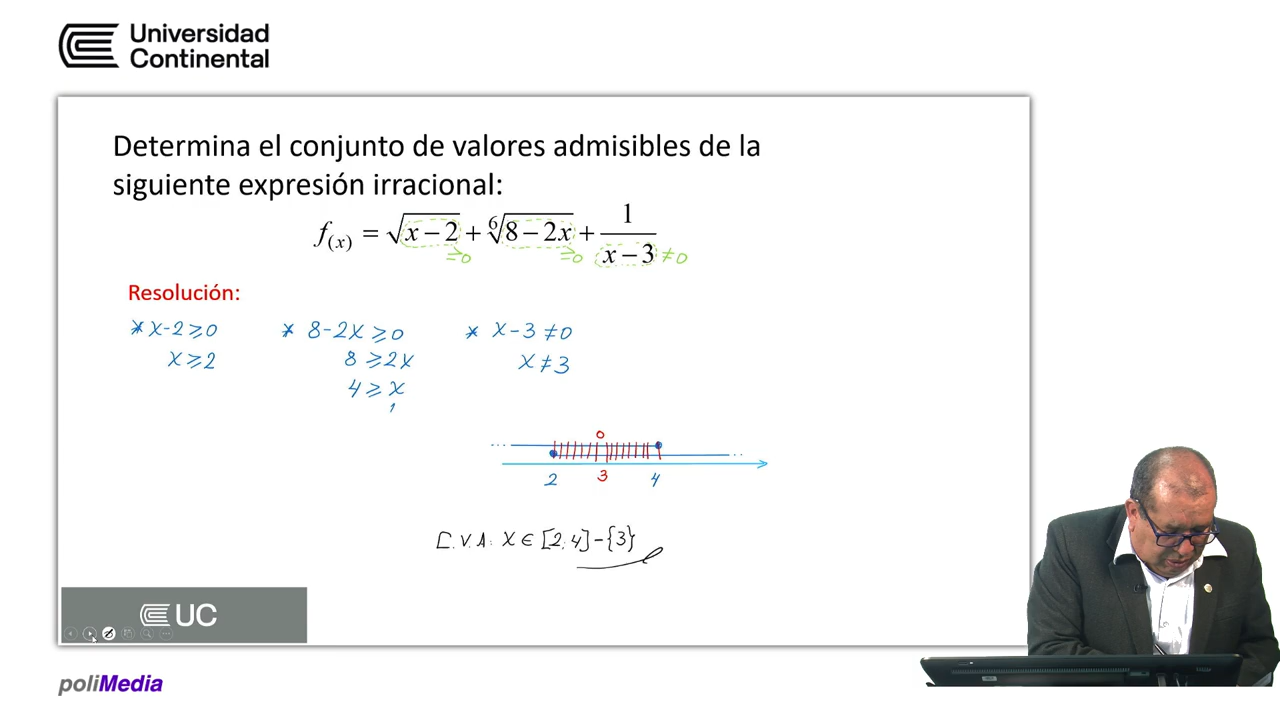 Universidad
Continental
Determina el conjunto de valores admisibles de la
siguiente expresión irracional:
f(x) = √(x − 2) + ⁶√(8 − 2x) + 1/(x − 3)
≥0 ≥0 ≠0
Resolución:
* x-2 ≥ 0 * 8-2x ≥ 0 * x-3 ≠ 0
x ≥ 2 8 ≥ 2x x ≠ 3
4 ≥ x
2 3 4
C.V.A: x ∈ [2,4] - {3}
UC
poliMedia